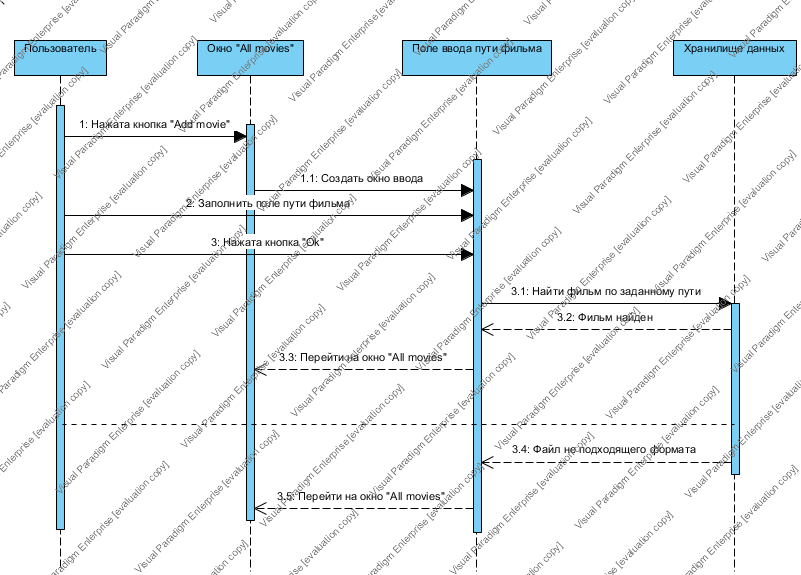 Пользователь
Окно "All movies"
Поле ввода пути фильма
Хранилище данных
1: Нажата кнопка "Add movie"
1.1: Создать окно ввода
2: Заполнить поле пути фильма
3: Нажата кнопка "Ok"
3.1: Найти фильм по заданному пути
3.2: Фильм найден
3.3: Перейти на окно "All movies"
3.4: Файл не подходящего формата
3.5: Перейти на окно "All movies"
Visual Paradigm Enterprise [evaluation copy]